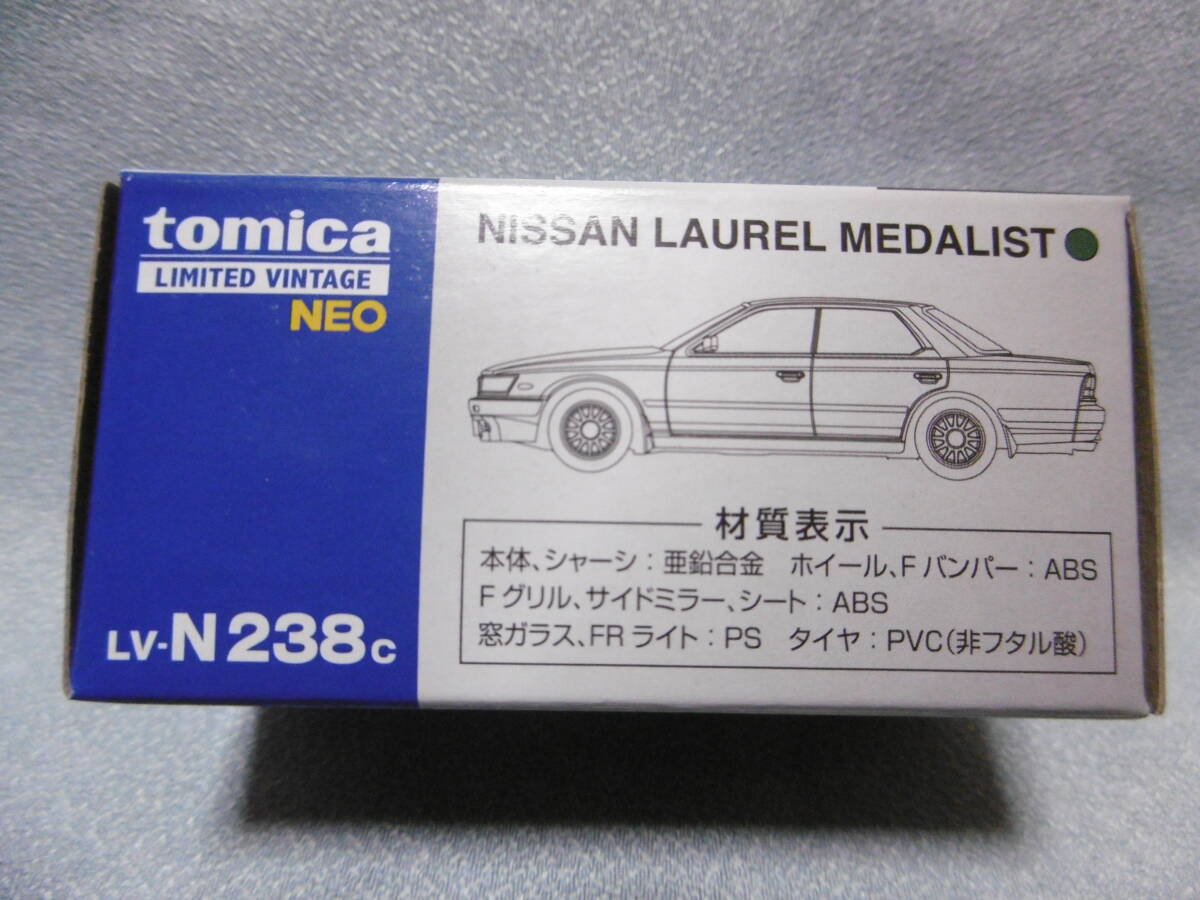 tomica
LIMITED VINTAGE
NEO
LV-N238c
NISSAN LAUREL MEDALIST
材質表示
本体、シャーシ：亜鉛合金　ホイール、Fバンパー：ABS
Fグリル、サイドミラー、シート：ABS
窓ガラス、FRライト：PS　タイヤ：PVC（非フタル酸）